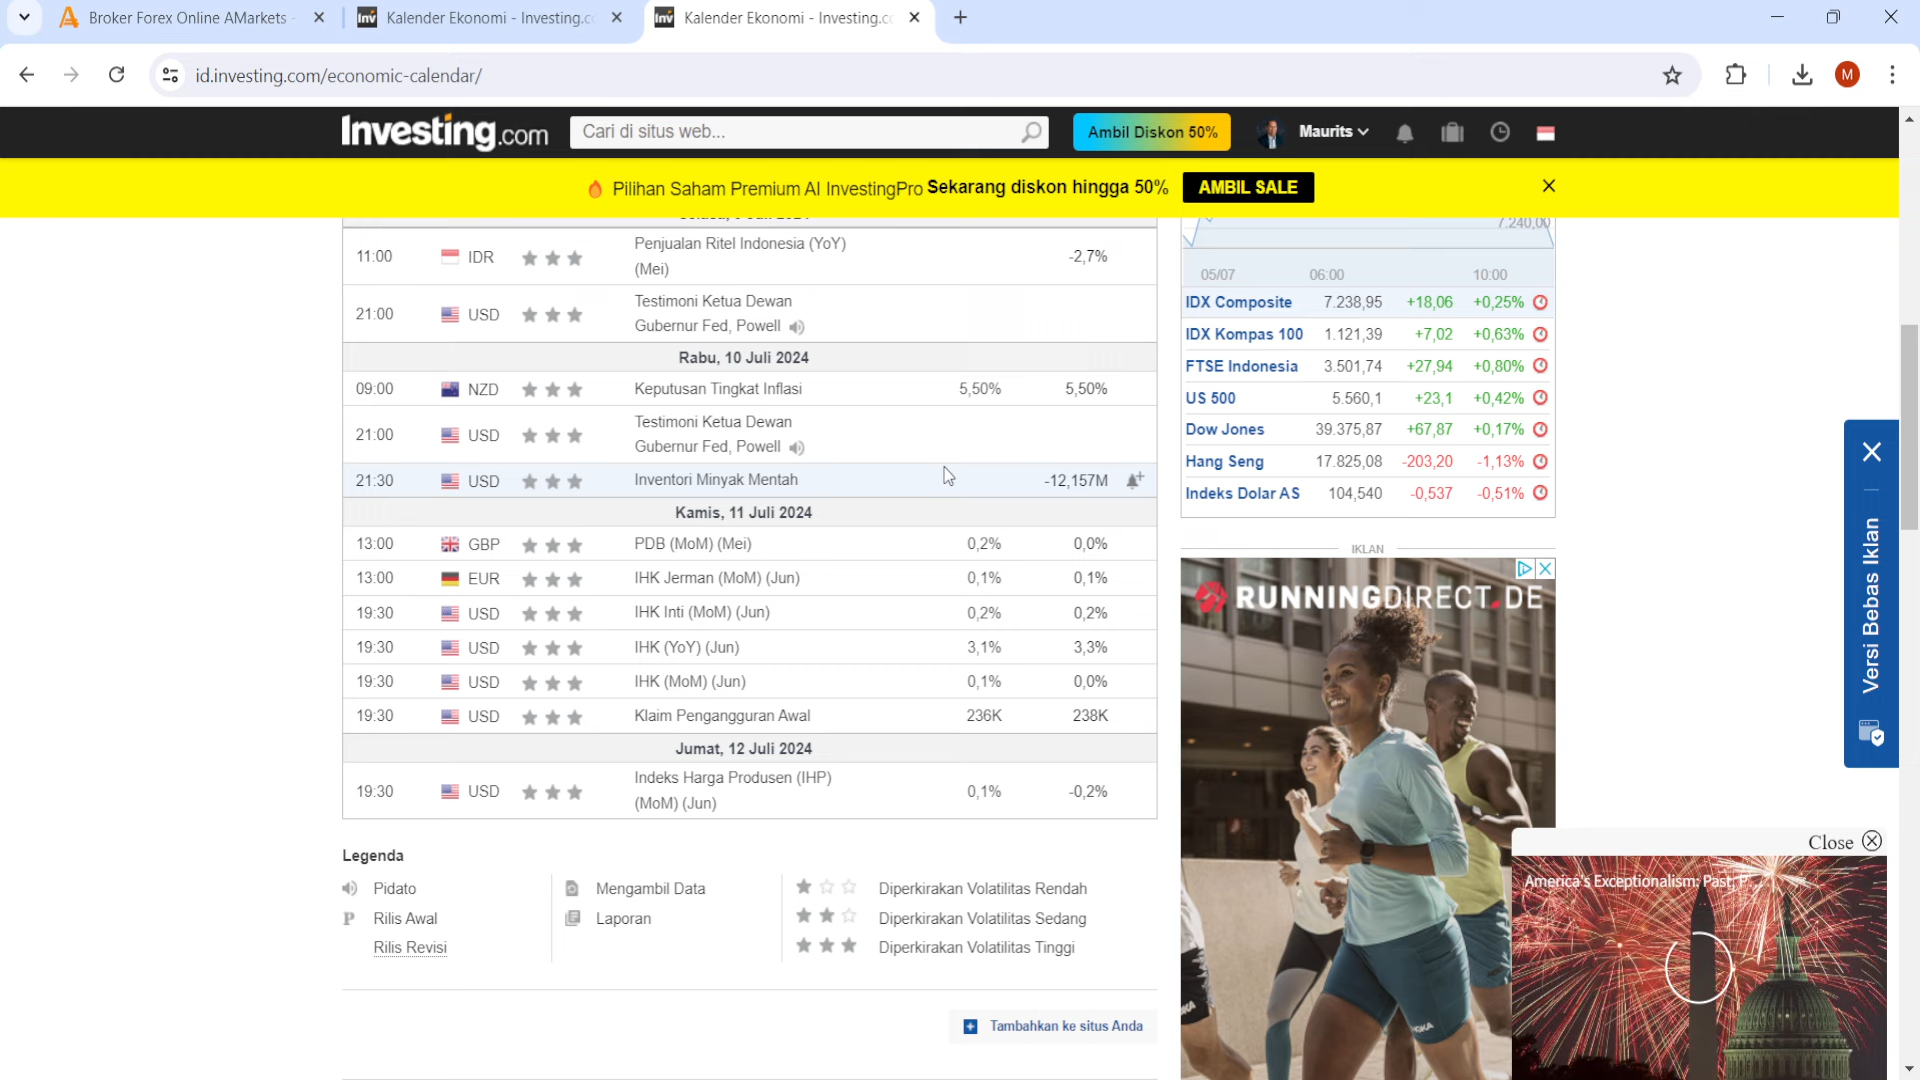 Broker Forex Online AMarkets -
Kalender Ekonomi - Investing.c
Kalender Ekonomi - Investing.c
id.investing.com/economic-calendar/
M
Investing.com
Cari di situs web...
Ambil Diskon 50%
Maurits
Pilihan Saham Premium AI InvestingPro Sekarang diskon hingga 50% AMBIL SALE
11:00 IDR Penjualan Ritel Indonesia (YoY) -2,7%
(Mei)
21:00 USD Testimoni Ketua Dewan
Gubernur Fed, Powell
Rabu, 10 Juli 2024
09:00 NZD Keputusan Tingkat Inflasi 5,50% 5,50%
21:00 USD Testimoni Ketua Dewan
Gubernur Fed, Powell
21:30 USD Inventori Minyak Mentah -12,157M
Kamis, 11 Juli 2024
13:00 GBP PDB (MoM) (Mei) 0,2% 0,0%
13:00 EUR IHK Jerman (MoM) (Jun) 0,1% 0,1%
19:30 USD IHK Inti (MoM) (Jun) 0,2% 0,2%
19:30 USD IHK (YoY) (Jun) 3,1% 3,3%
19:30 USD IHK (MoM) (Jun) 0,1% 0,0%
19:30 USD Klaim Pengangguran Awal 236K 238K
Jumat, 12 Juli 2024
19:30 USD Indeks Harga Produsen (IHP) 0,1% -0,2%
(MoM) (Jun)
Legenda
Pidato
P Rilis Awal
Rilis Revisi
Mengambil Data
Laporan
Diperkirakan Volatilitas Rendah
Diperkirakan Volatilitas Sedang
Diperkirakan Volatilitas Tinggi
Tambahkan ke situs Anda
7.240,00
05/07 06:00 10:00
IDX Composite 7.238,95 +18,06 +0,25%
IDX Kompas 100 1.121,39 +7,02 +0,63%
FTSE Indonesia 3.501,74 +27,94 +0,80%
US 500 5.560,1 +23,1 +0,42%
Dow Jones 39.375,87 +67,87 +0,17%
Hang Seng 17.825,08 -203,20 -1,13%
Indeks Dolar AS 104,540 -0,537 -0,51%
IKLAN
RUNNINGDIRECT.DE
Versi Bebas Iklan
Close
America's Exceptionalism: Past, P...